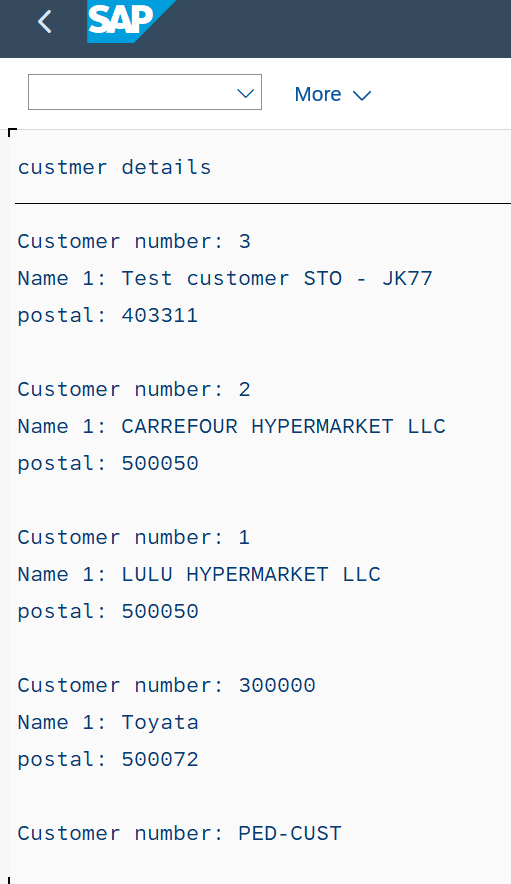 SAP
More
custmer details
Customer number: 3
Name 1: Test customer STO - JK77
postal: 403311
Customer number: 2
Name 1: CARREFOUR HYPERMARKET LLC
postal: 500050
Customer number: 1
Name 1: LULU HYPERMARKET LLC
postal: 500050
Customer number: 300000
Name 1: Toyata
postal: 500072
Customer number: PED-CUST